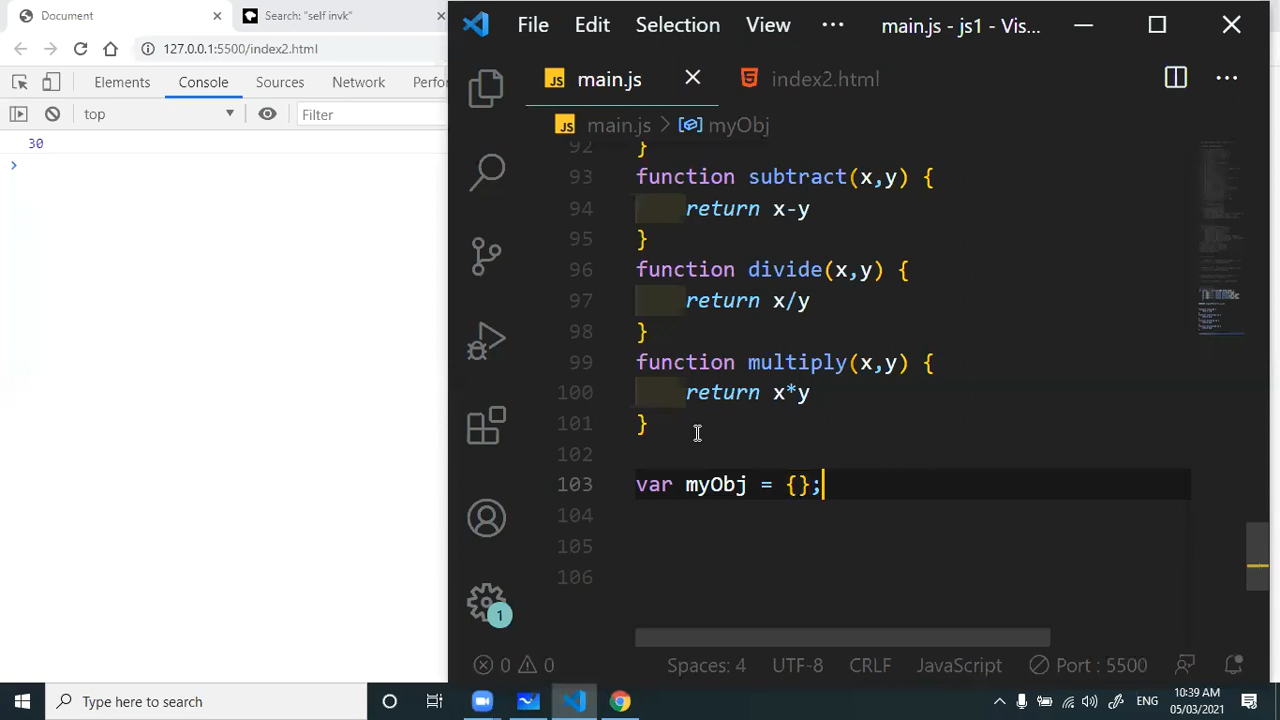 Document
Search: "self invk"
127.0.0.1:5500/index2.html
Elements Console Sources Network Perfo
top Filter
30
File Edit Selection View main.js - js1 - Vis...
main.js index2.html
main.js > myObj
92 }
93 function subtract(x,y) {
94 return x-y
95 }
96 function divide(x,y) {
97 return x/y
98 }
99 function multiply(x,y) {
100 return x*y
101 }
102
103 var myObj = {};
104
105
106
1
0 0 Spaces: 4 UTF-8 CRLF JavaScript Port : 5500
Type here to search
ENG
10:39 AM
05/03/2021